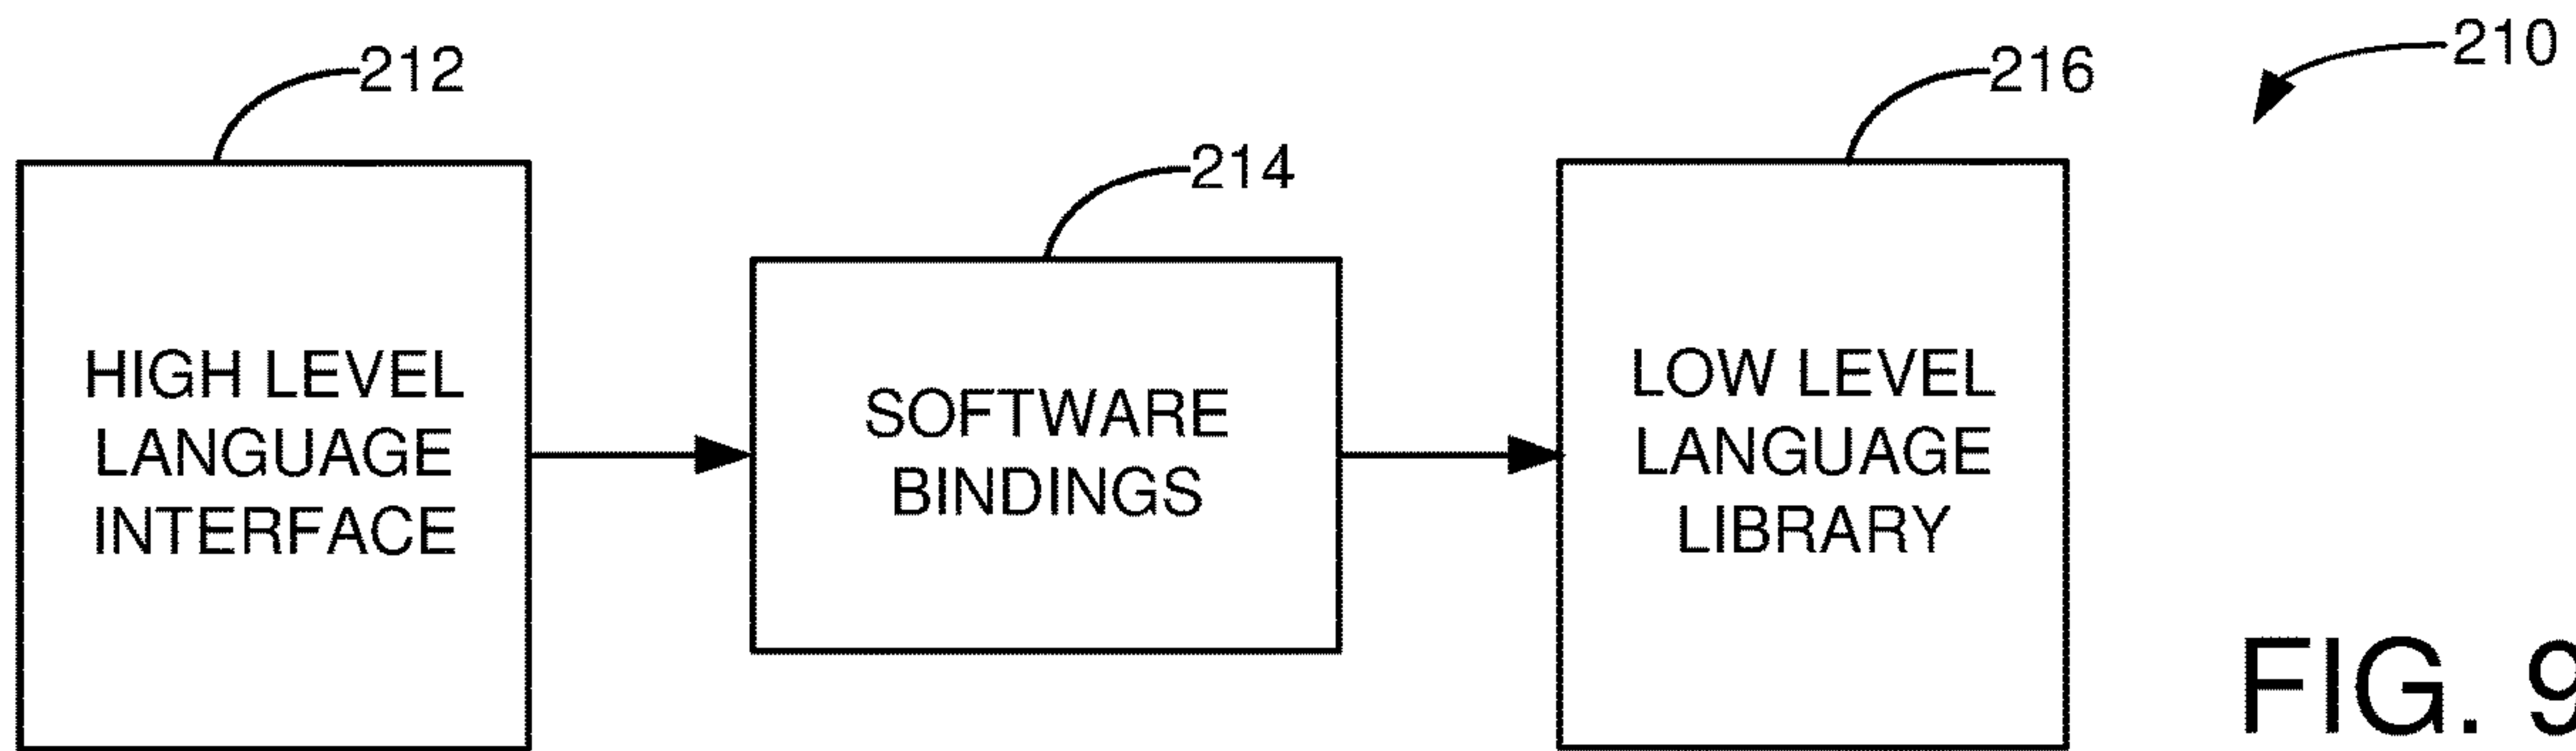 212
216
210
214
HIGH LEVEL
LANGUAGE
INTERFACE
SOFTWARE
BINDINGS
LOW LEVEL
LANGUAGE
LIBRARY
FIG. 9